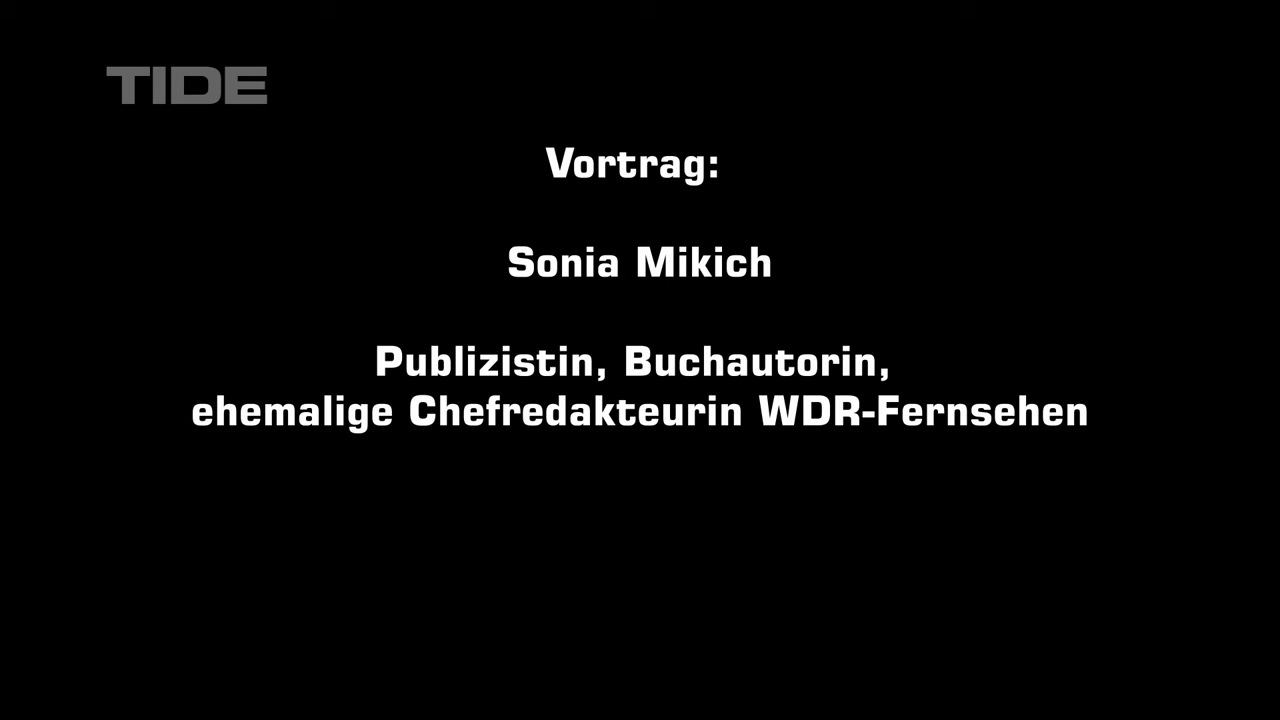 TIDE
Vortrag:
Sonia Mikich
Publizistin, Buchautorin,
ehemalige Chefredakteurin WDR-Fernsehen